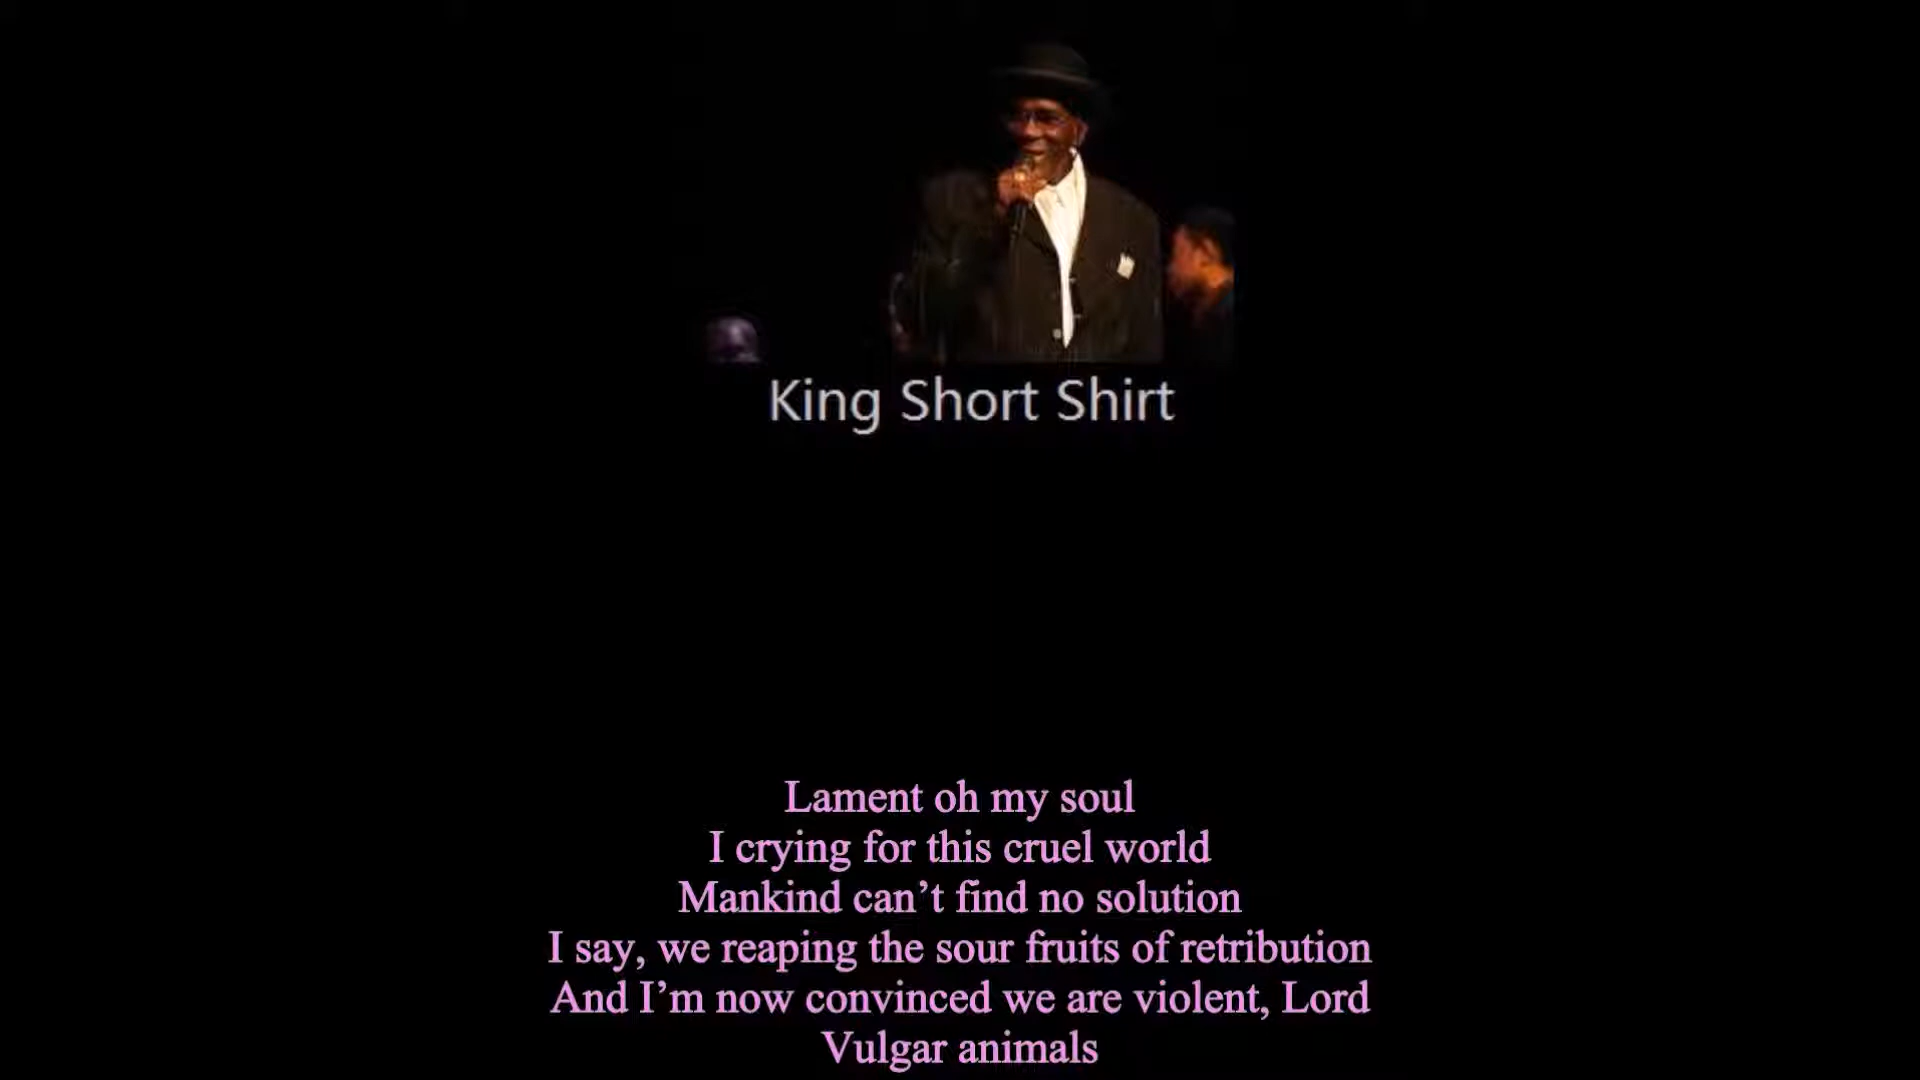 King Short Shirt
Lament oh my soul
I crying for this cruel world
Mankind can’t find no solution
I say, we reaping the sour fruits of retribution
And I’m now convinced we are violent, Lord
Vulgar animals